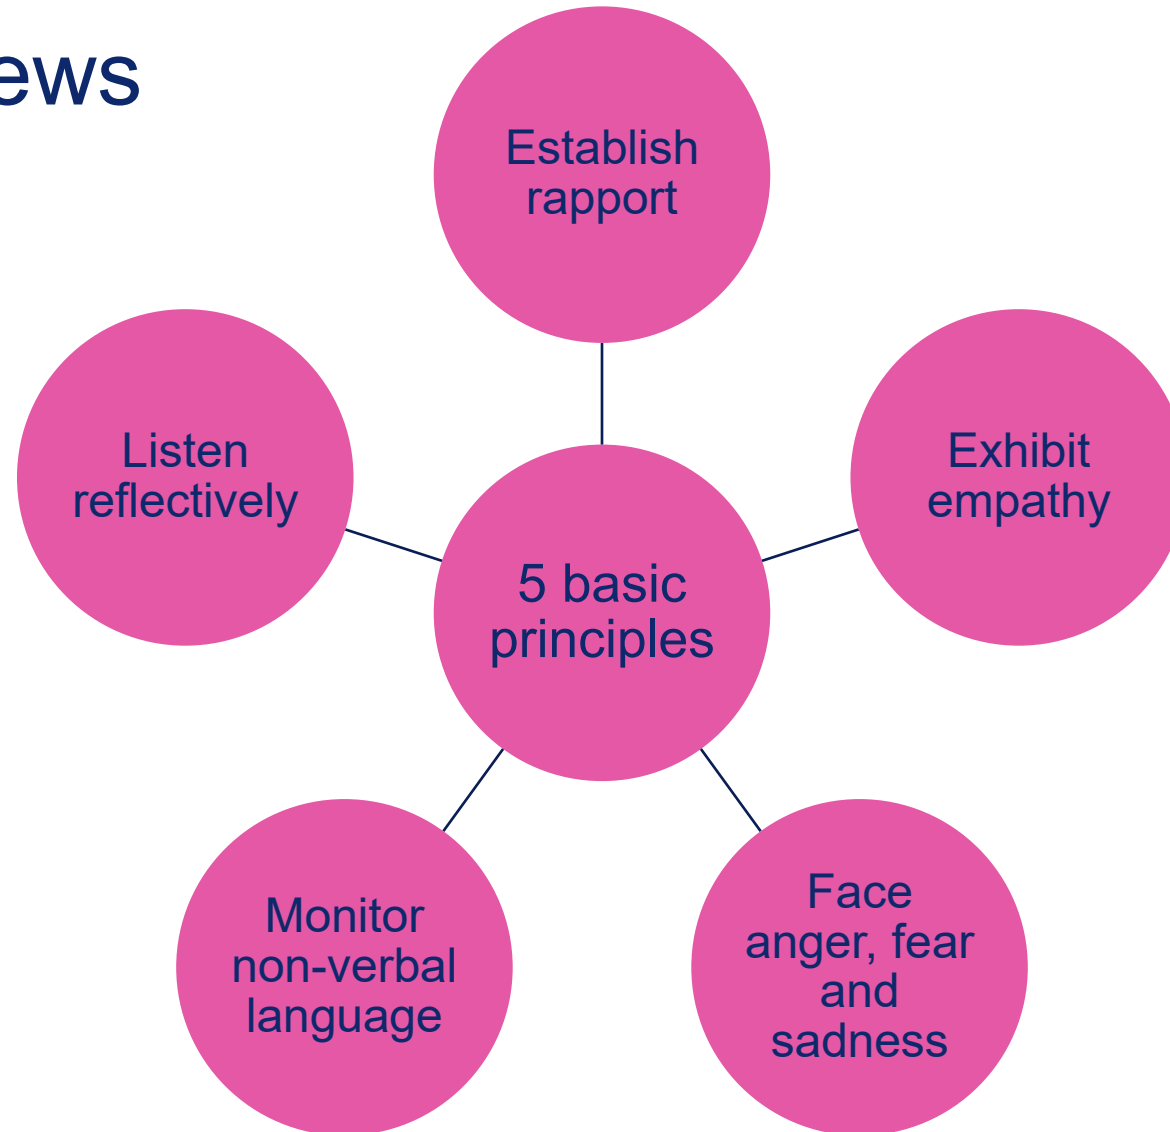 ews
Establish
rapport
Exhibit
empathy
Face
anger, fear
and
sadness
Monitor
non-verbal
language
Listen
reflectively
5 basic
principles